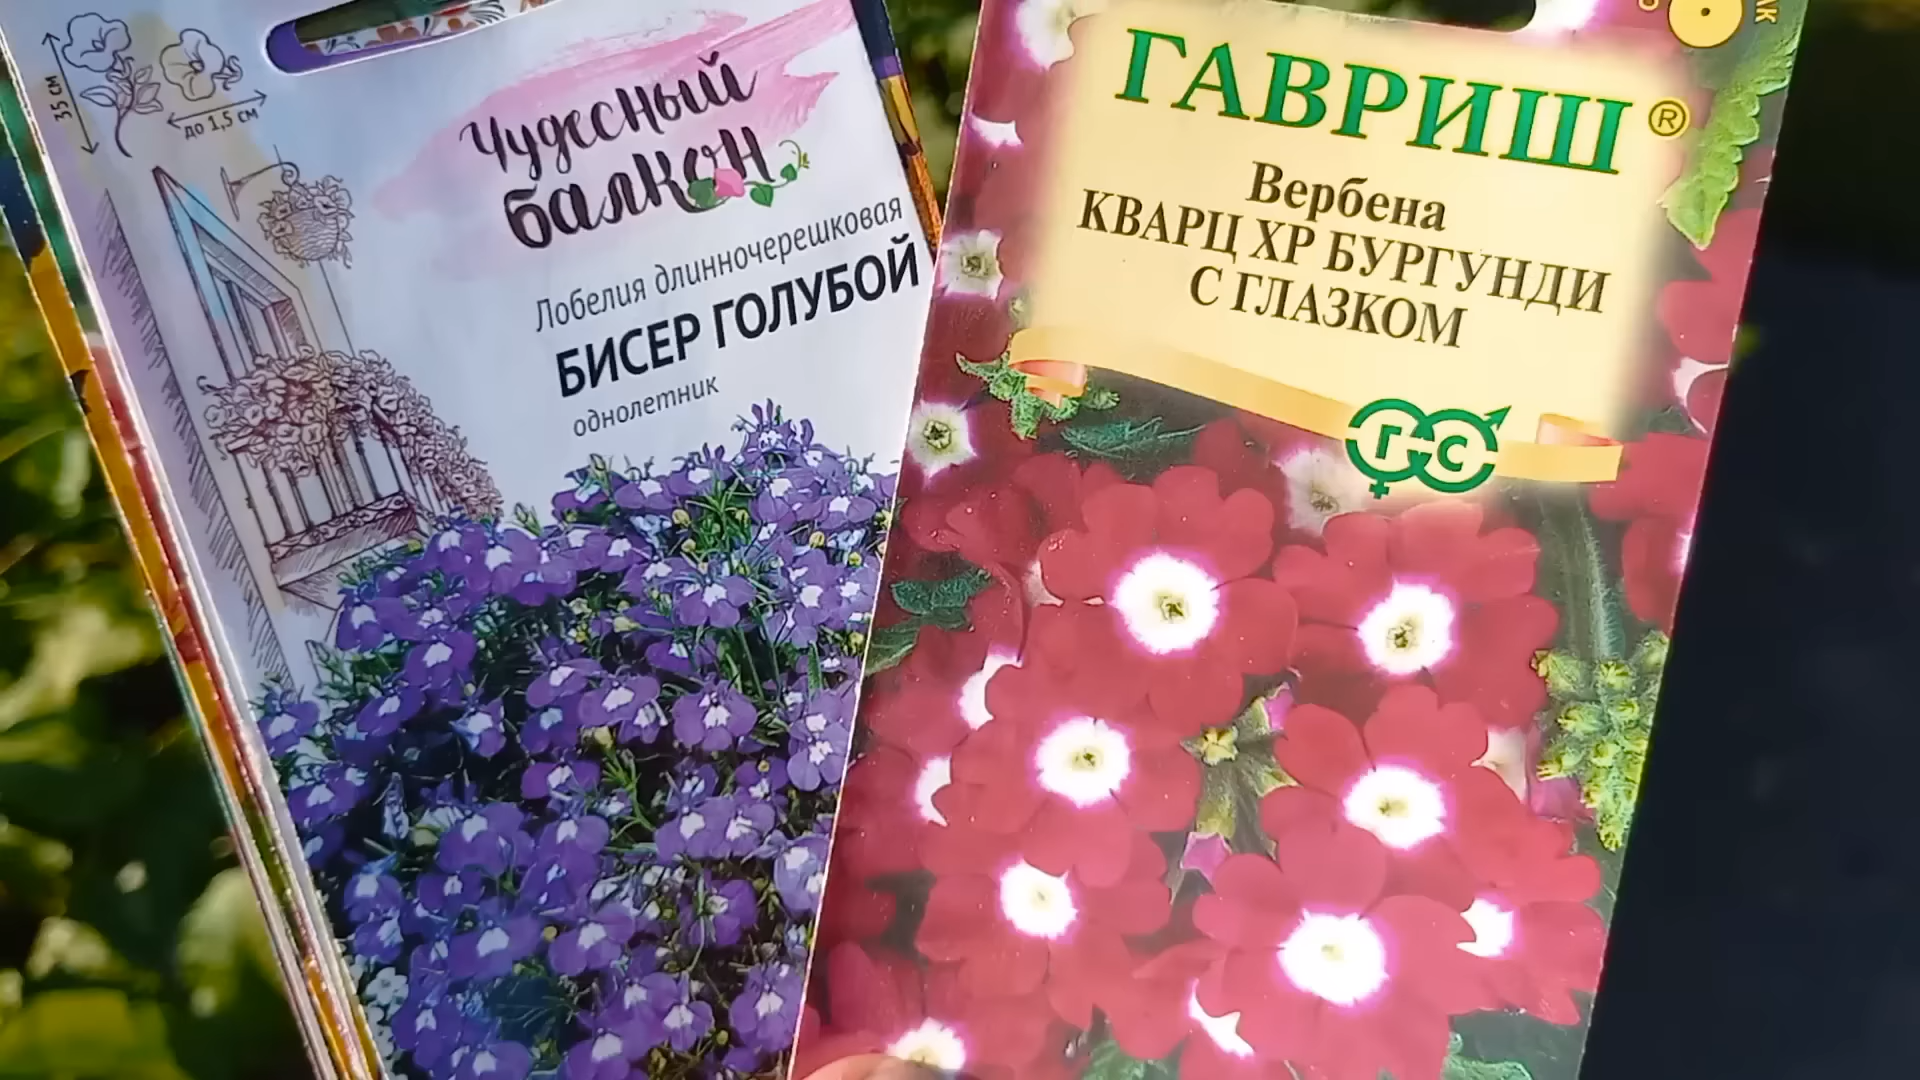 35 см
до 1,5 см
Чудесный
балкон
Лобелия длинночерешковая
БИСЕР ГОЛУБОЙ
однолетник
ГАВРИШ®
Вербена
КВАРЦ XP БУРГУНДИ
С ГЛАЗКОМ
Г С